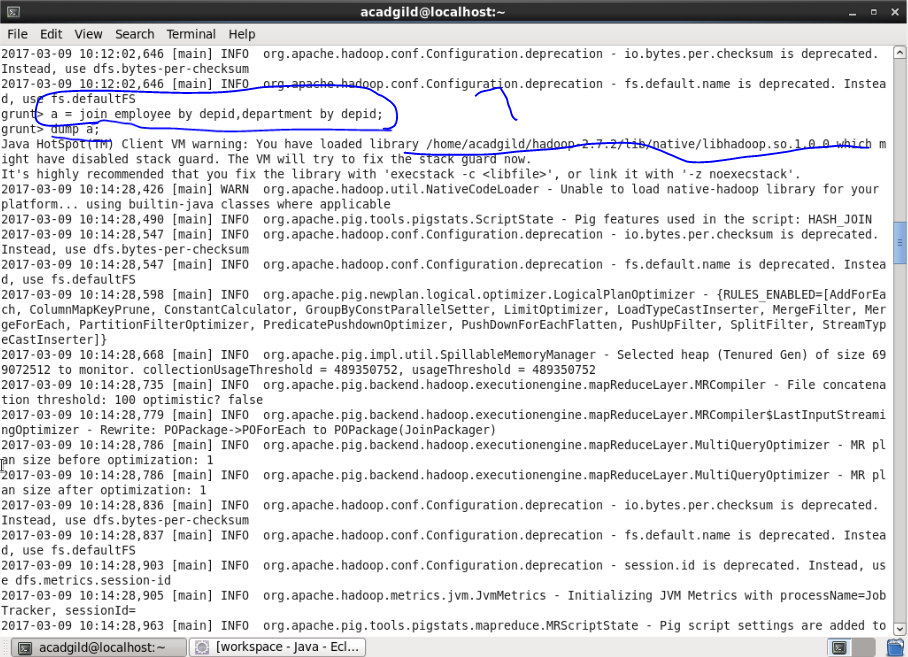 acadgild@localhost:~
File Edit View Search Terminal Help
2017-03-09 10:12:02,646 [main] INFO  org.apache.hadoop.conf.Configuration.deprecation - io.bytes.per.checksum is deprecated.
Instead, use dfs.bytes-per-checksum
2017-03-09 10:12:02,646 [main] INFO  org.apache.hadoop.conf.Configuration.deprecation - fs.default.name is deprecated. Instea
d, use fs.defaultFS
grunt> a = join employee by depid,department by depid;
grunt> dump a;
Java HotSpot(TM) Client VM warning: You have loaded library /home/acadgild/hadoop-2.7.2/lib/native/libhadoop.so.1.0.0 which m
ight have disabled stack guard. The VM will try to fix the stack guard now.
It's highly recommended that you fix the library with 'execstack -c <libfile>', or link it with '-z noexecstack'.
2017-03-09 10:14:28,426 [main] WARN  org.apache.hadoop.util.NativeCodeLoader - Unable to load native-hadoop library for your
platform... using builtin-java classes where applicable
2017-03-09 10:14:28,490 [main] INFO  org.apache.pig.tools.pigstats.ScriptState - Pig features used in the script: HASH_JOIN
2017-03-09 10:14:28,547 [main] INFO  org.apache.hadoop.conf.Configuration.deprecation - io.bytes.per.checksum is deprecated.
Instead, use dfs.bytes-per-checksum
2017-03-09 10:14:28,547 [main] INFO  org.apache.hadoop.conf.Configuration.deprecation - fs.default.name is deprecated. Instea
d, use fs.defaultFS
2017-03-09 10:14:28,598 [main] INFO  org.apache.pig.newplan.logical.optimizer.LogicalPlanOptimizer - {RULES_ENABLED=[AddForEa
ch, ColumnMapKeyPrune, ConstantCalculator, GroupByConstParallelSetter, LimitOptimizer, LoadTypeCastInserter, MergeFilter, Mer
geForEach, PartitionFilterOptimizer, PredicatePushdownOptimizer, PushDownForEachFlatten, PushUpFilter, SplitFilter, StreamTyp
eCastInserter]}
2017-03-09 10:14:28,668 [main] INFO  org.apache.pig.impl.util.SpillableMemoryManager - Selected heap (Tenured Gen) of size 69
9072512 to monitor. collectionUsageThreshold = 489350752, usageThreshold = 489350752
2017-03-09 10:14:28,735 [main] INFO  org.apache.pig.backend.hadoop.executionengine.mapReduceLayer.MRCompiler - File concatena
tion threshold: 100 optimistic? false
2017-03-09 10:14:28,779 [main] INFO  org.apache.pig.backend.hadoop.executionengine.mapReduceLayer.MRCompiler$LastInputStreami
ngOptimizer - Rewrite: POPackage->POForEach to POPackage(JoinPackager)
2017-03-09 10:14:28,786 [main] INFO  org.apache.pig.backend.hadoop.executionengine.mapReduceLayer.MultiQueryOptimizer - MR pl
an size before optimization: 1
2017-03-09 10:14:28,786 [main] INFO  org.apache.pig.backend.hadoop.executionengine.mapReduceLayer.MultiQueryOptimizer - MR pl
an size after optimization: 1
2017-03-09 10:14:28,836 [main] INFO  org.apache.hadoop.conf.Configuration.deprecation - io.bytes.per.checksum is deprecated.
Instead, use dfs.bytes-per-checksum
2017-03-09 10:14:28,837 [main] INFO  org.apache.hadoop.conf.Configuration.deprecation - fs.default.name is deprecated. Instea
d, use fs.defaultFS
2017-03-09 10:14:28,903 [main] INFO  org.apache.hadoop.conf.Configuration.deprecation - session.id is deprecated. Instead, us
e dfs.metrics.session-id
2017-03-09 10:14:28,905 [main] INFO  org.apache.hadoop.metrics.jvm.JvmMetrics - Initializing JVM Metrics with processName=Job
Tracker, sessionId=
2017-03-09 10:14:28,963 [main] INFO  org.apache.pig.tools.pigstats.mapreduce.MRScriptState - Pig script settings are added to
acadgild@localhost:~ [workspace - Java - Ecl...